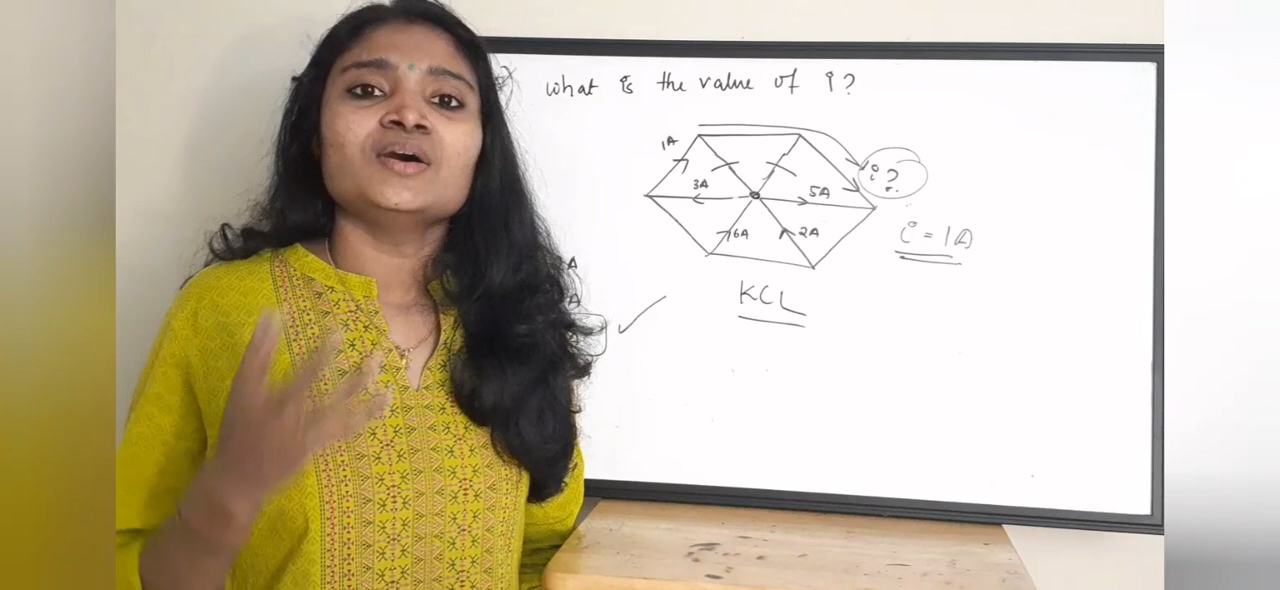 what is the value of i?
1A
3A
5A
i?
6A
2A
i = 1A
KCL
A
A